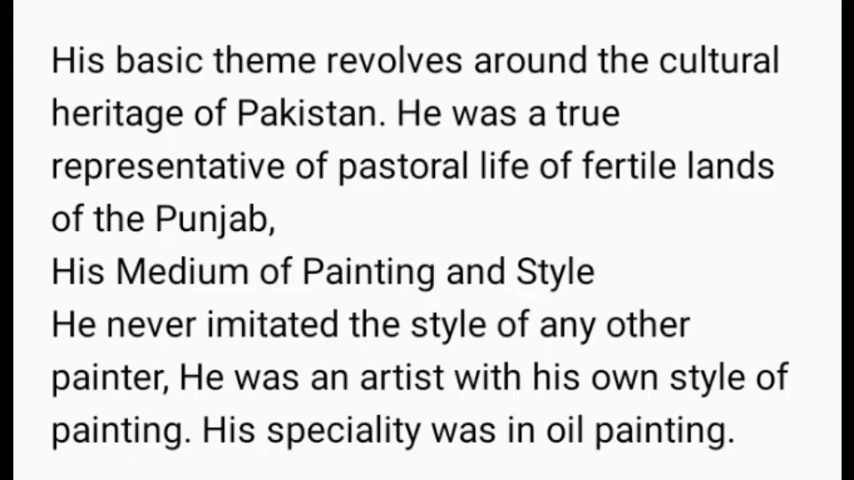 His basic theme revolves around the cultural
heritage of Pakistan. He was a true
representative of pastoral life of fertile lands
of the Punjab,
His Medium of Painting and Style
He never imitated the style of any other
painter, He was an artist with his own style of
painting. His speciality was in oil painting.